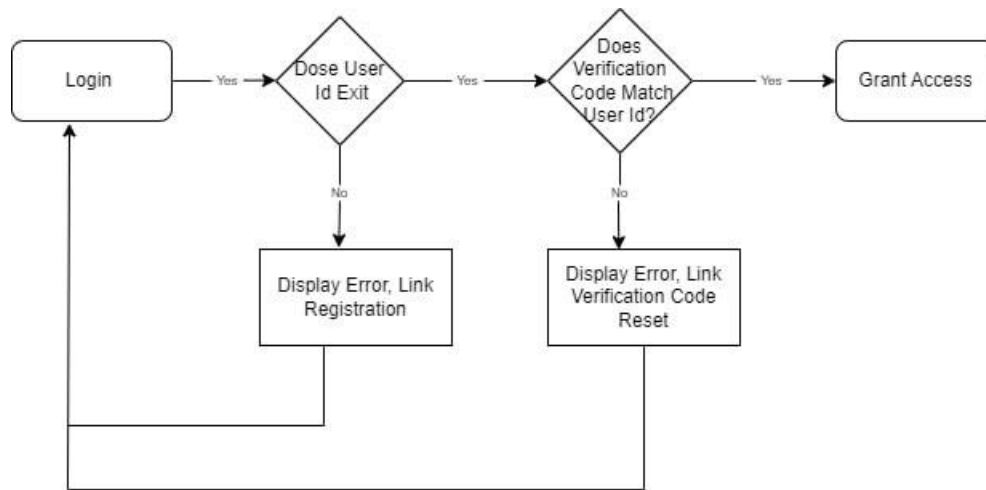 Login
Yes
Dose User
Id Exit
Yes
Does
Verification
Code Match
User Id?
Yes
Grant Access
No
No
Display Error, Link
Registration
Display Error, Link
Verification Code
Reset